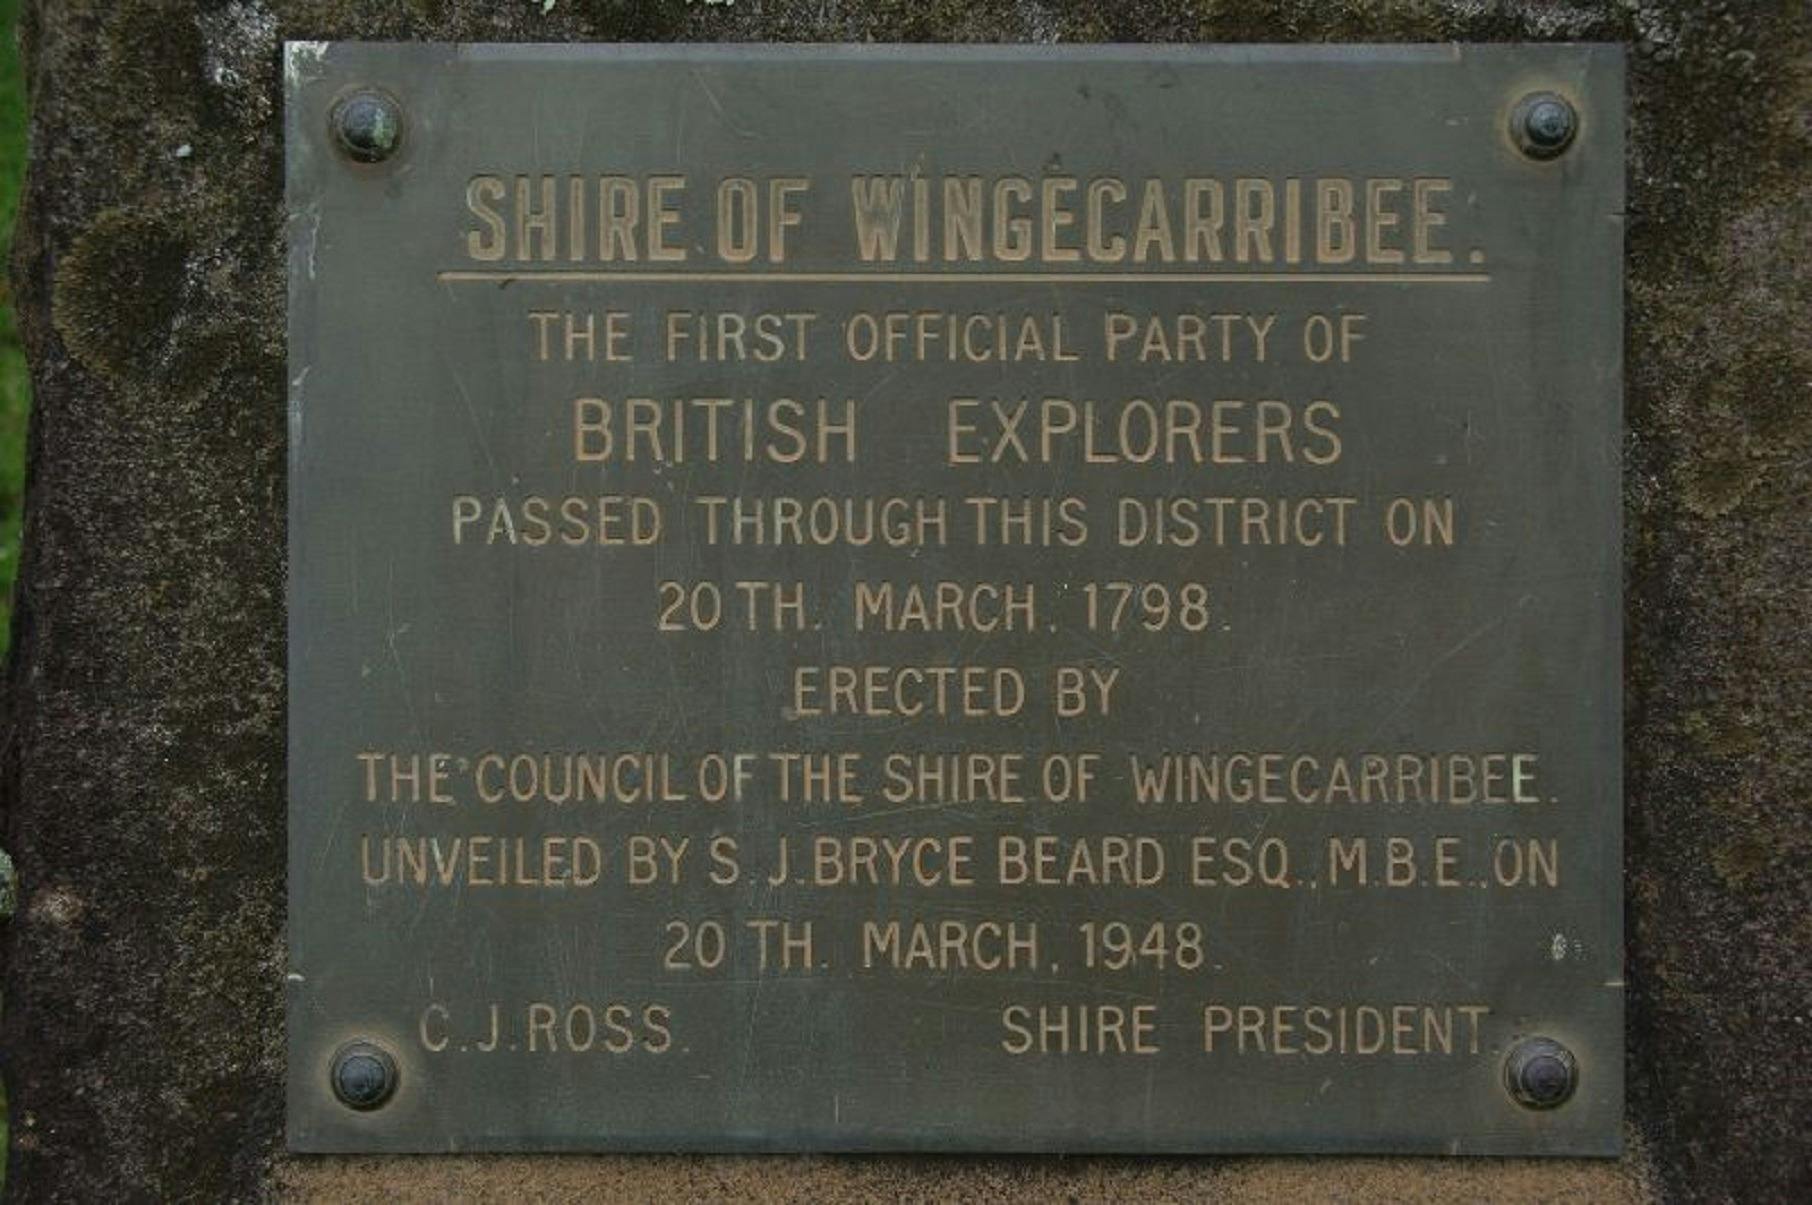 SHIRE OF WINGECARRIBEE.
THE FIRST OFFICIAL PARTY OF
BRITISH EXPLORERS
PASSED THROUGH THIS DISTRICT ON
20TH. MARCH. 1798.
ERECTED BY
THE COUNCIL OF THE SHIRE OF WINGECARRIBEE.
UNVEILED BY S. J. BRYCE BEARD ESQ., M.B.E., ON
20 TH. MARCH, 1948.
C.J.ROSS. SHIRE PRESIDENT.